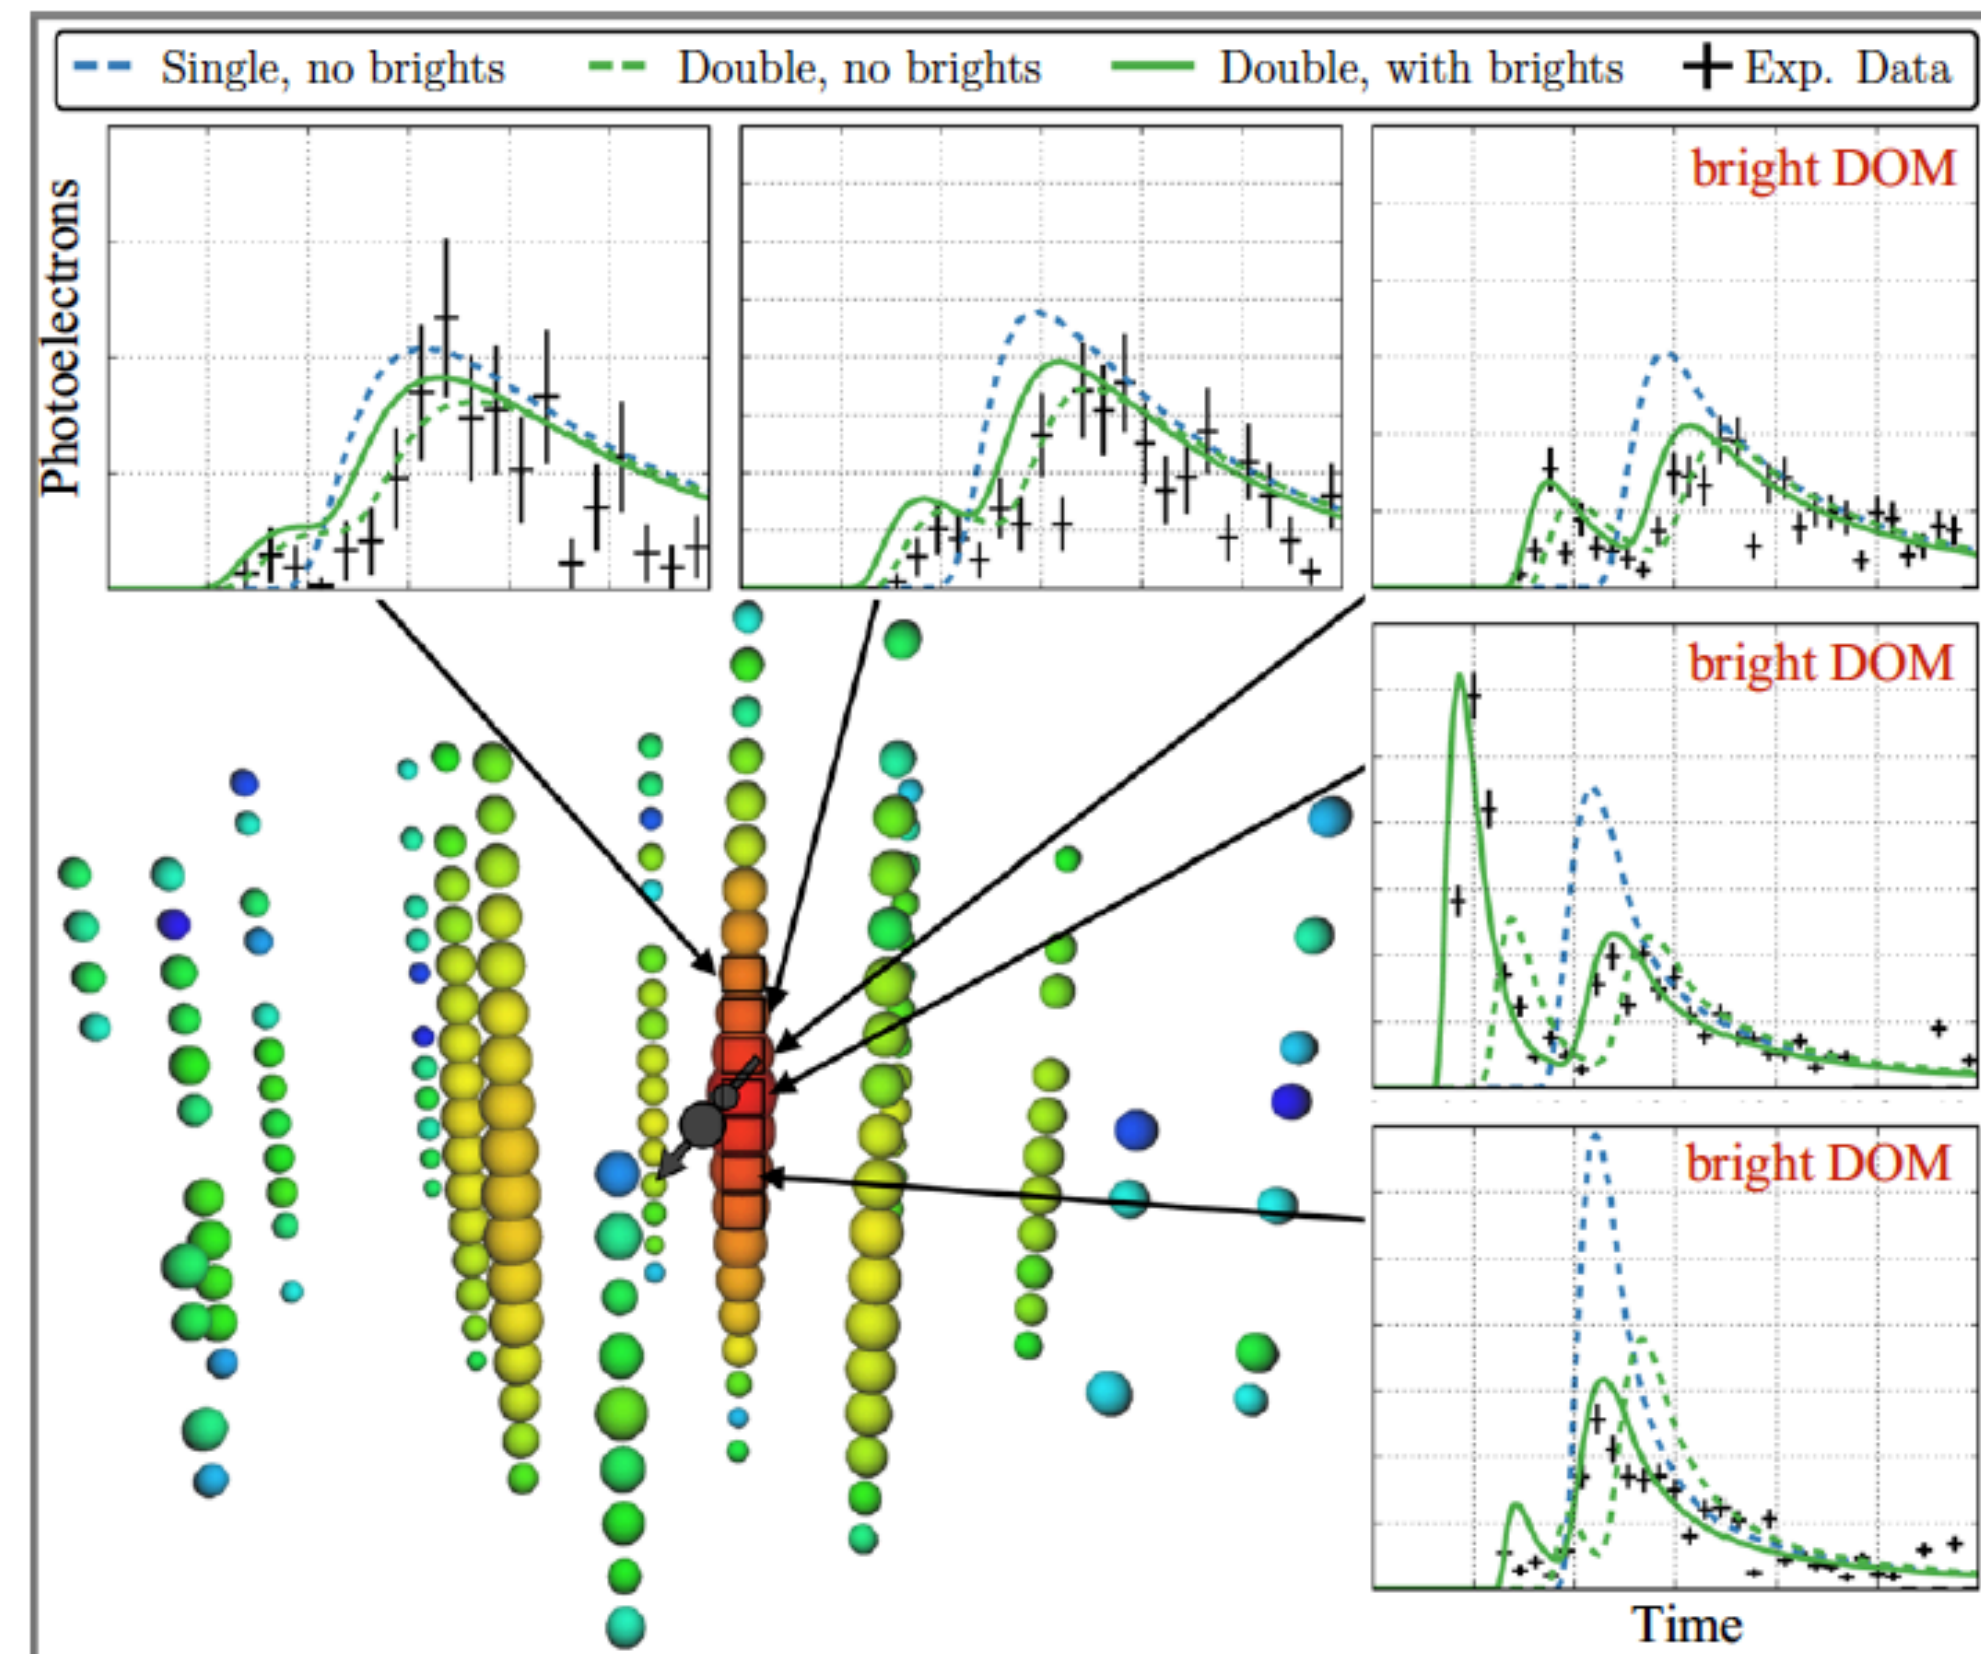 Single, no brights
Double, no brights
Double, with brights
Exp. Data
Photoelectrons
bright DOM
bright DOM
bright DOM
Time